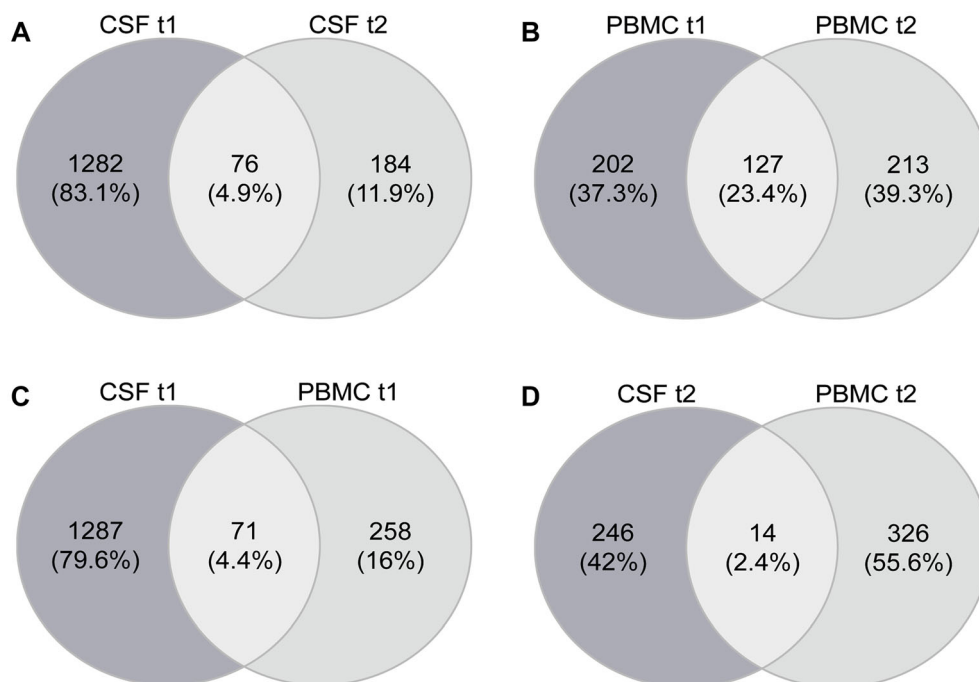 A
CSF t1
CSF t2
1282
(83.1%)
76
(4.9%)
184
(11.9%)
B
PBMC t1
PBMC t2
202
(37.3%)
127
(23.4%)
213
(39.3%)
C
CSF t1
PBMC t1
1287
(79.6%)
71
(4.4%)
258
(16%)
D
CSF t2
PBMC t2
246
(42%)
14
(2.4%)
326
(55.6%)